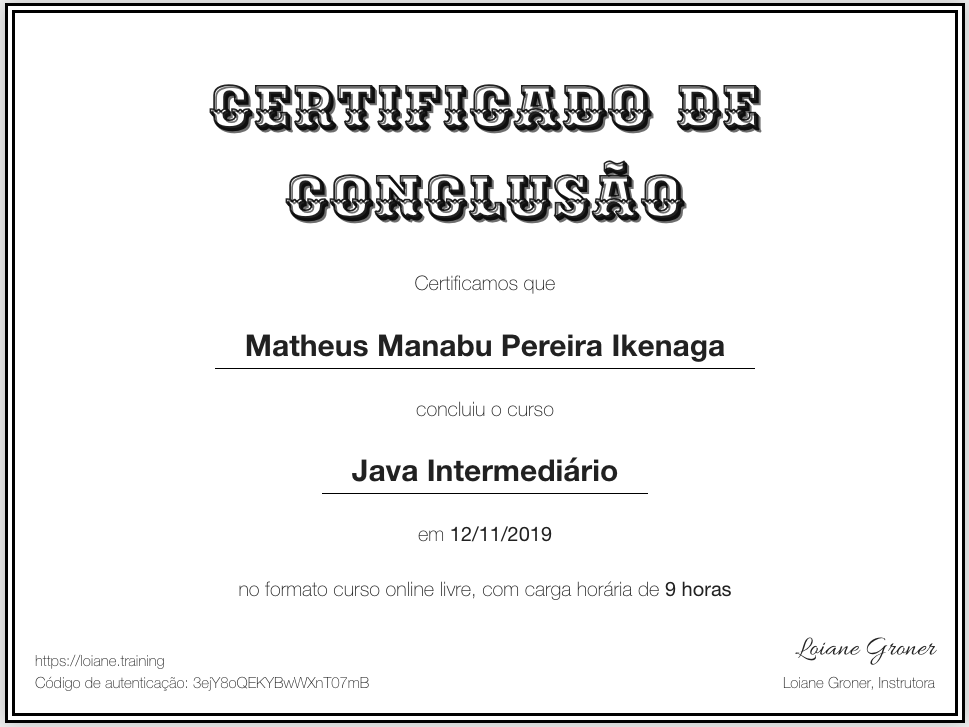 CERTIFICADO DE
CONCLUSÃO
Certificamos que
Matheus Manabu Pereira Ikenaga
concluiu o curso
Java Intermediário
em 12/11/2019
no formato curso online livre, com carga horária de 9 horas
Loiane Groner
https://loiane.training
Código de autenticação: 3ejY8oQEKYBwWXnT07mB
Loiane Groner, Instrutora